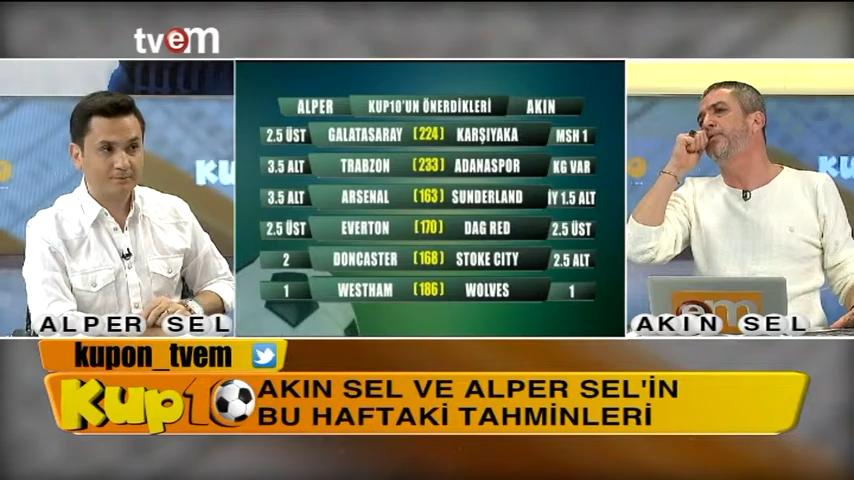 tvem
ALPER KUP10'UN ÖNERDİKLERİ AKIN
2.5 ÜST GALATASARAY (224) KARŞIYAKA MSH 1
3.5 ALT TRABZON (233) ADANASPOR KG VAR
3.5 ALT ARSENAL (163) SUNDERLAND İY 1.5 ALT
2.5 ÜST EVERTON (170) DAG RED 2.5 ÜST
2 DONCASTER (168) STOKE CITY 2.5 ALT
1 WESTHAM (186) WOLVES 1
em
ALPER SEL AKIN SEL
kupon_tvem
Kup10 AKIN SEL VE ALPER SEL'İN
BU HAFTAKİ TAHMİNLERİ